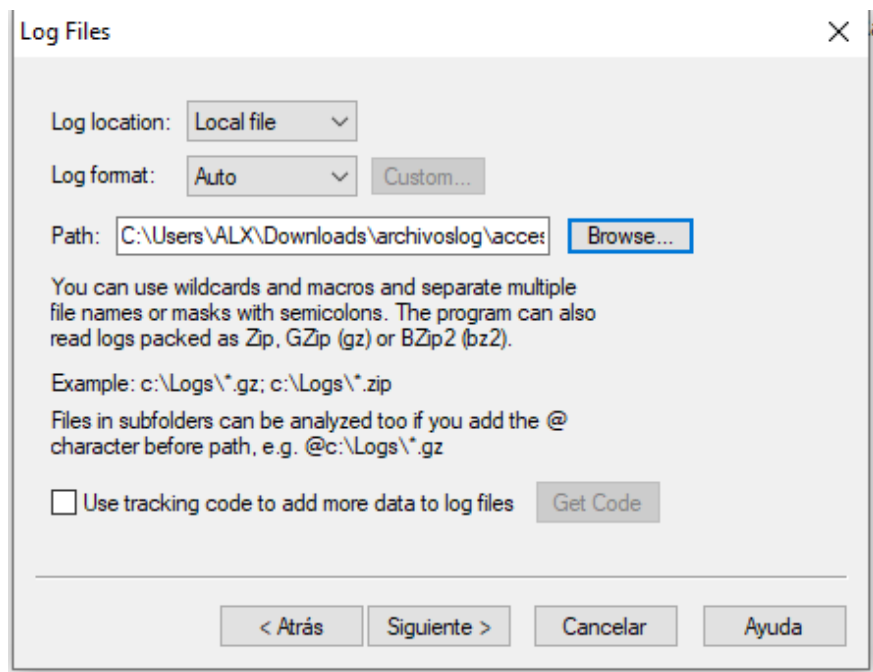 Log Files
Log location: Local file
Log format: Auto Custom...
Path: C:\Users\ALX\Downloads\archivoslog\acces Browse...
You can use wildcards and macros and separate multiple
file names or masks with semicolons. The program can also
read logs packed as Zip, GZip (gz) or BZip2 (bz2).
Example: c:\Logs\*.gz; c:\Logs\*.zip
Files in subfolders can be analyzed too if you add the @
character before path, e.g. @c:\Logs\*.gz
Use tracking code to add more data to log files Get Code
< Atrás Siguiente > Cancelar Ayuda